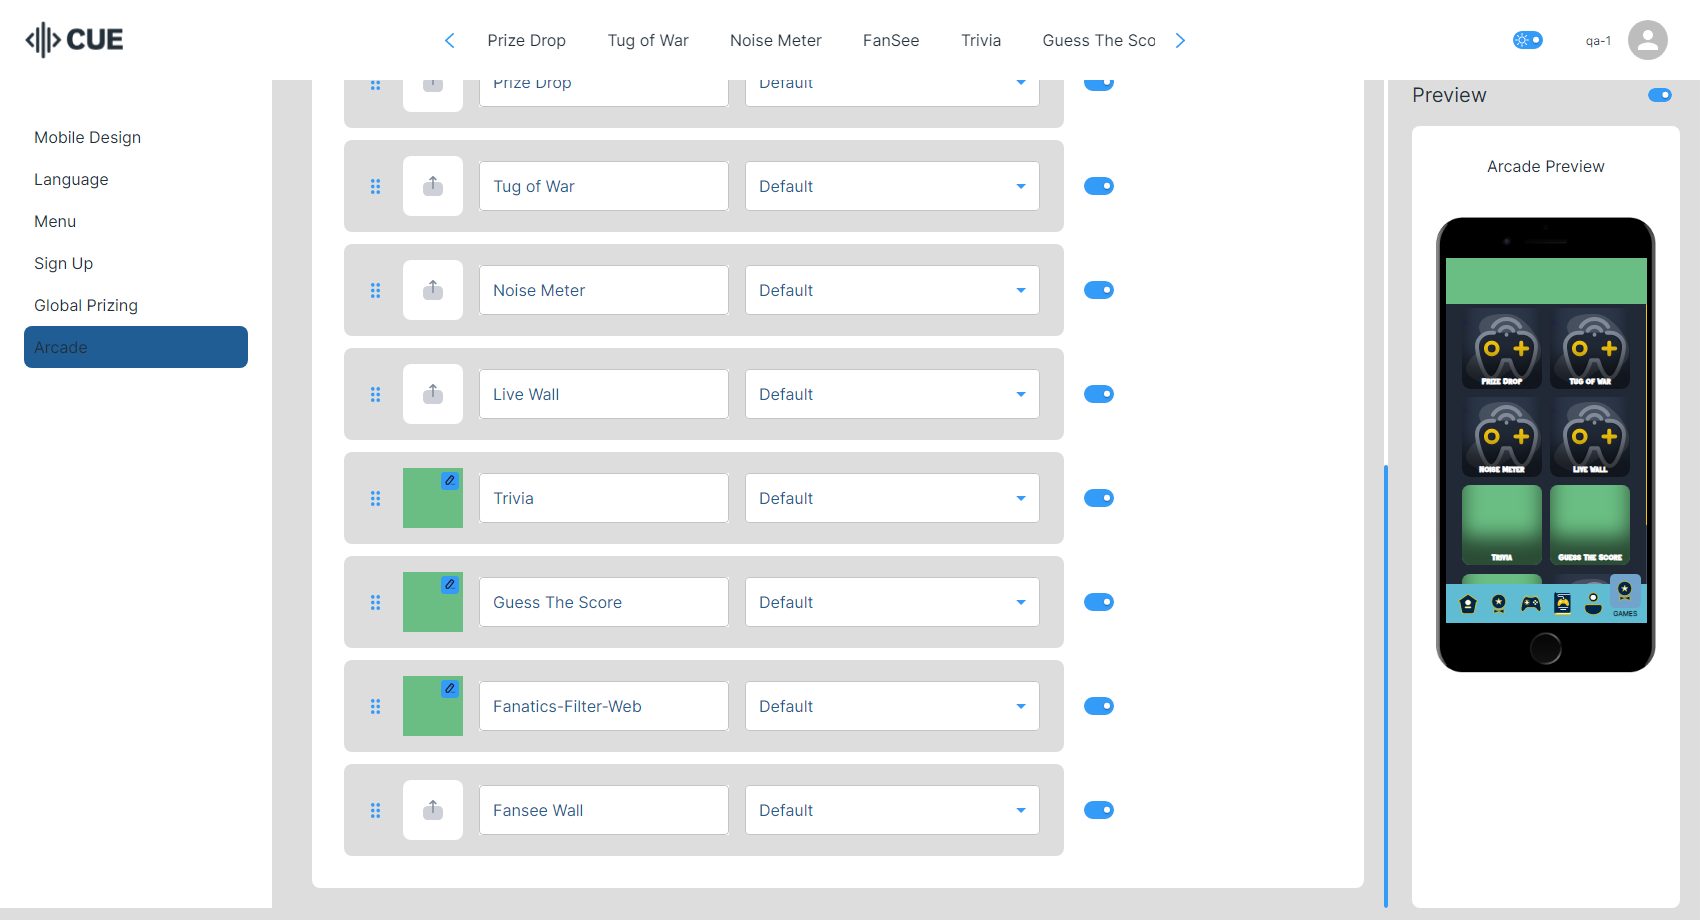 CUE
Prize Drop
Tug of War
Noise Meter
FanSee
Trivia
Guess The Sco
qa-1
Mobile Design
Language
Menu
Sign Up
Global Prizing
Arcade
Prize Drop
Default
Tug of War
Default
Noise Meter
Default
Live Wall
Default
Trivia
Default
Guess The Score
Default
Fanatics-Filter-Web
Default
Fansee Wall
Default
Preview
Arcade Preview
Prize Drop
Tug of War
Noise Meter
Live Wall
Trivia
Guess The Score
GAMES